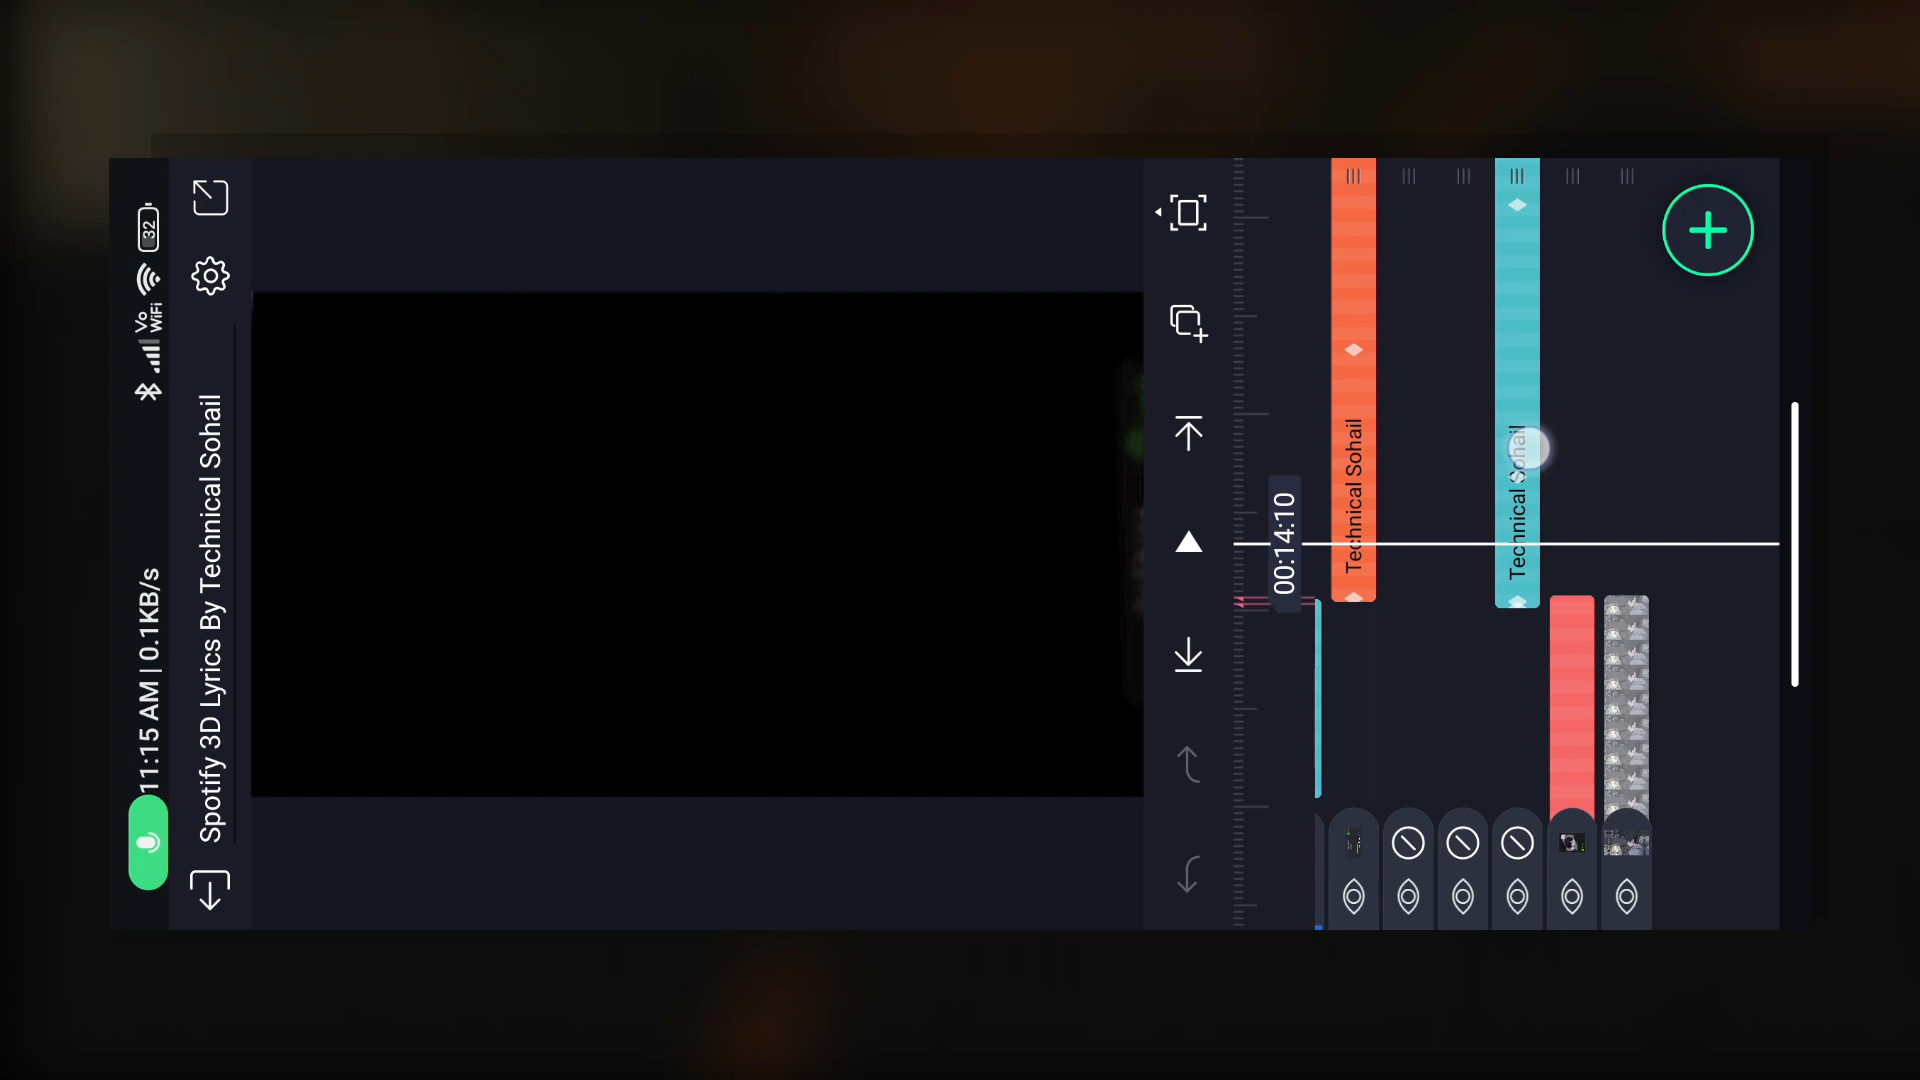 11:15 AM | 0.1KB/s
Vo
WiFi
32
Spotify 3D Lyrics By Technical Sohail
00:14:10
Technical Sohail
Technical Sohail